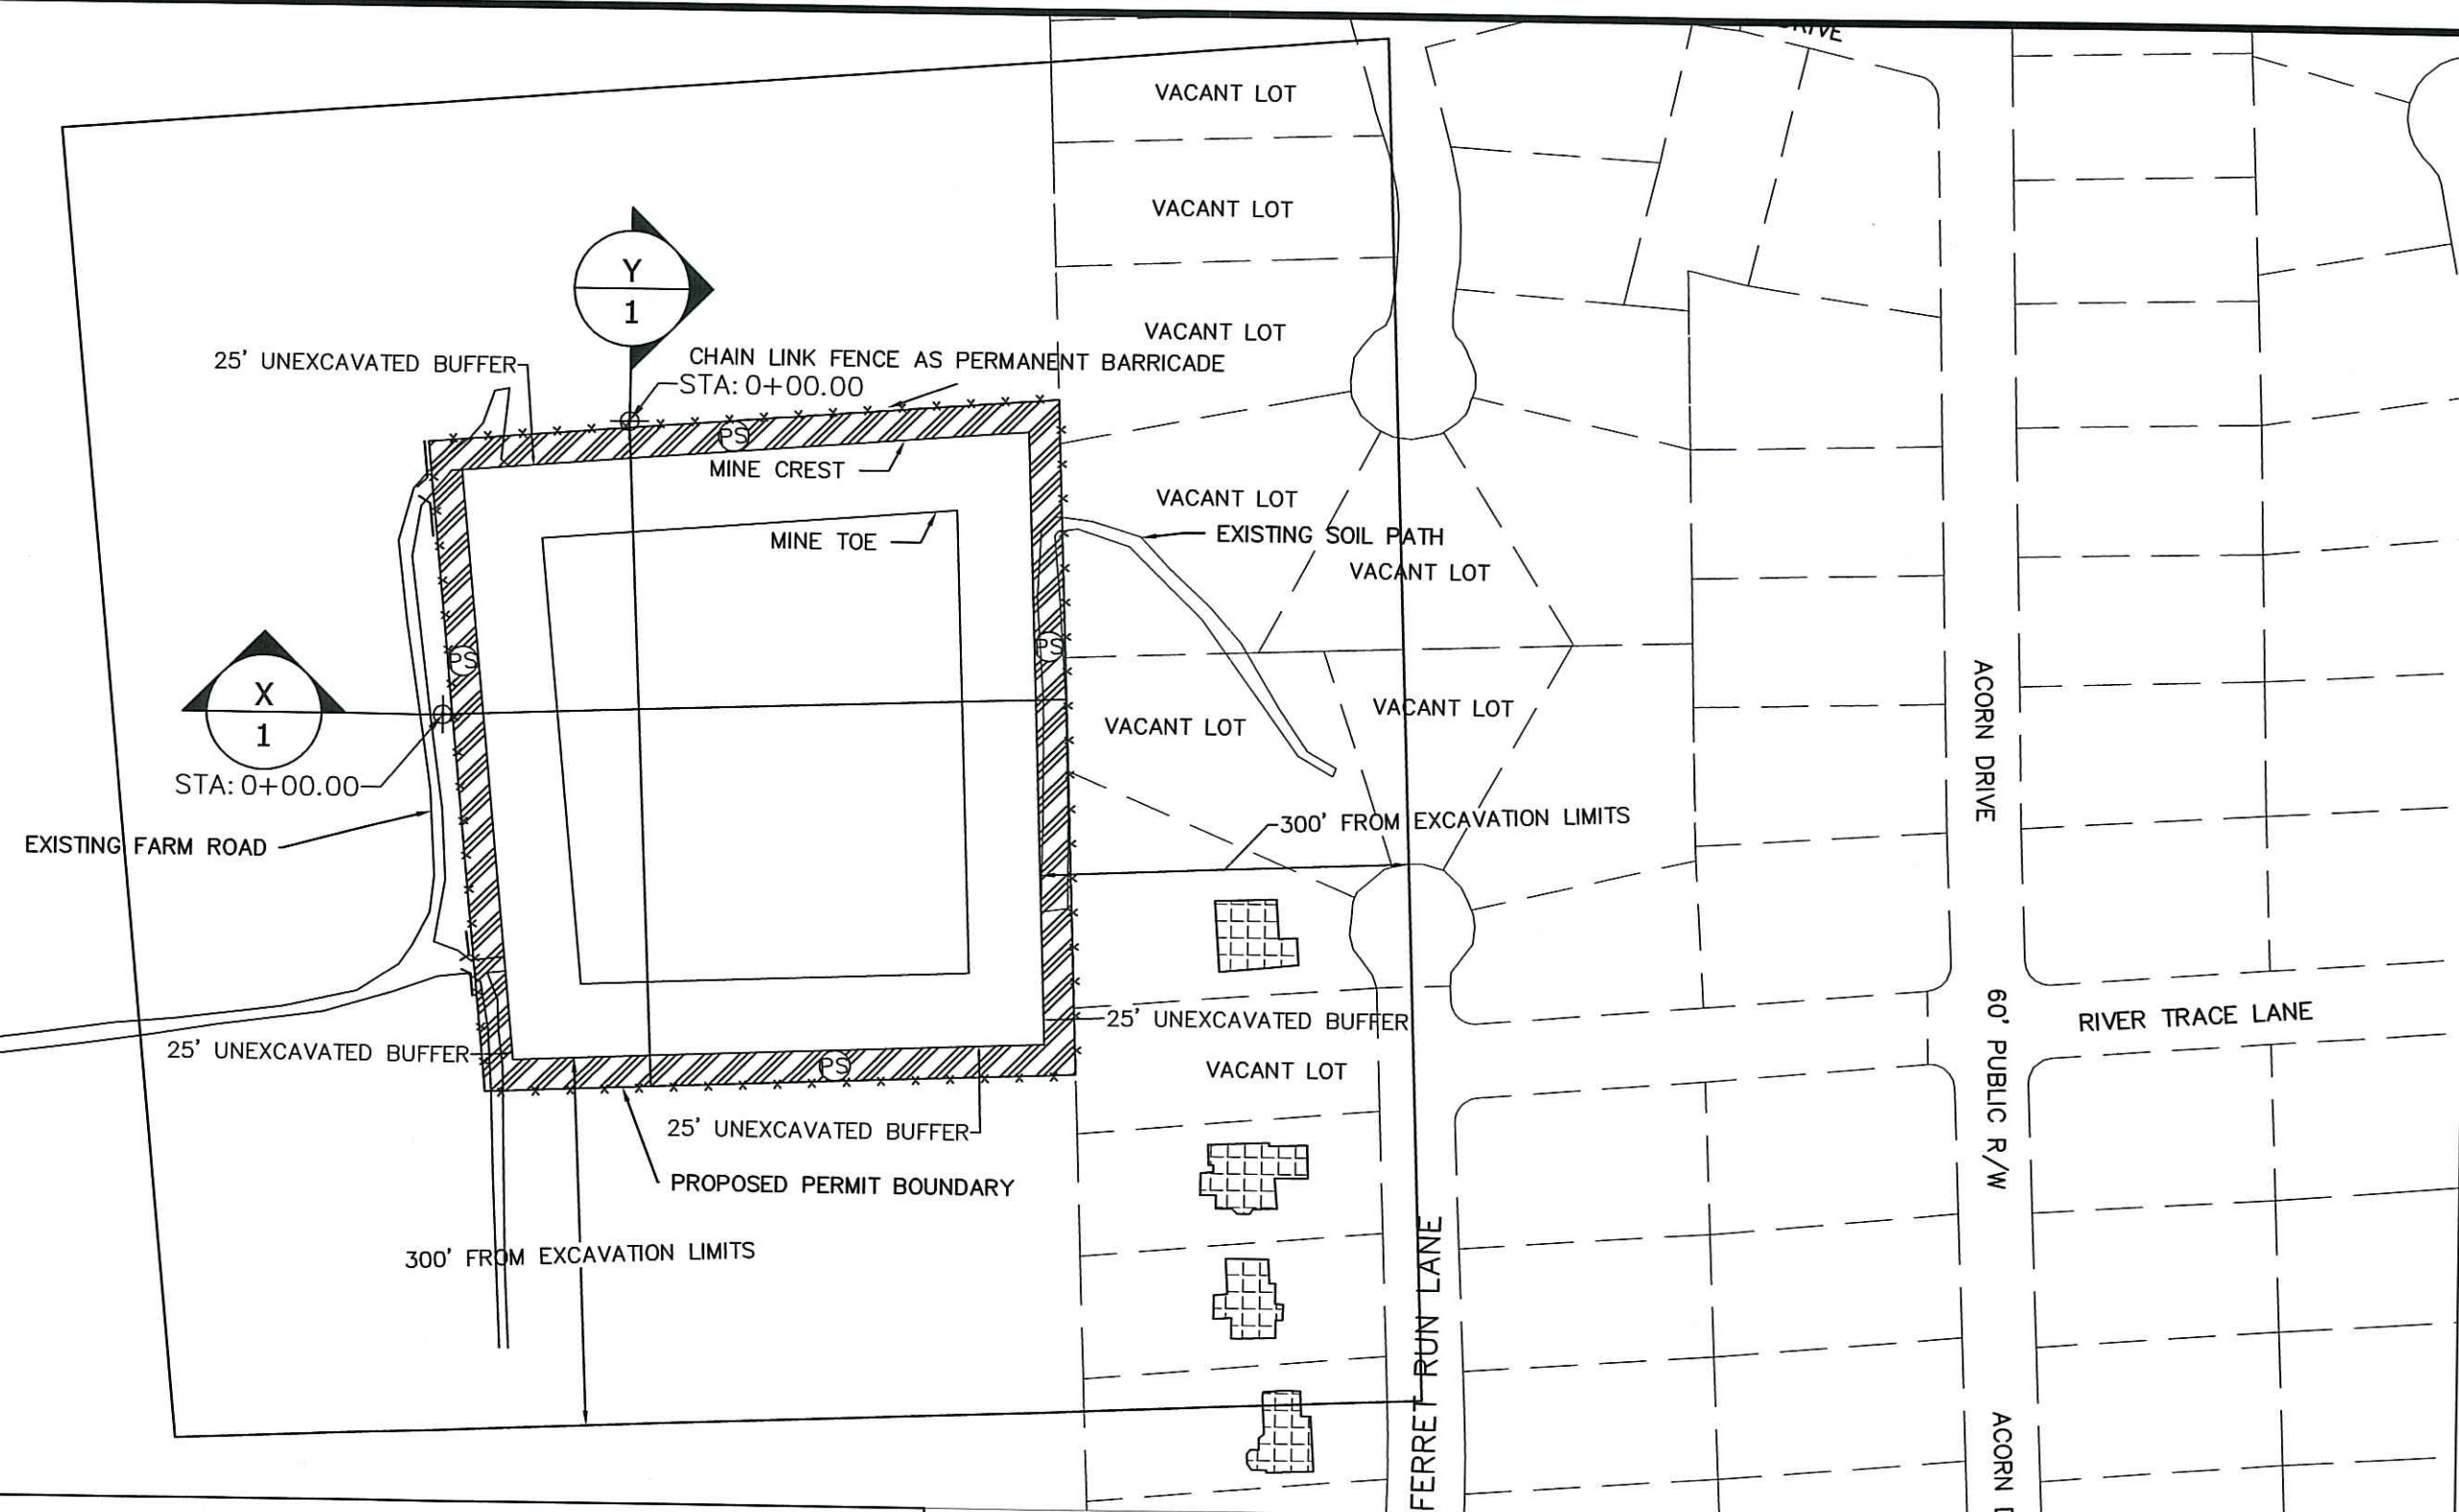 DRIVE
VACANT LOT
VACANT LOT
Y
1
VACANT LOT
25' UNEXCAVATED BUFFER
CHAIN LINK FENCE AS PERMANENT BARRICADE
STA: 0+00.00
PS
MINE CREST
VACANT LOT
EXISTING SOIL PATH
MINE TOE
VACANT LOT
PS
PS
X
1
VACANT LOT
VACANT LOT
ACORN DRIVE
STA: 0+00.00
300' FROM EXCAVATION LIMITS
EXISTING FARM ROAD
25' UNEXCAVATED BUFFER
RIVER TRACE LANE
60' PUBLIC R/W
25' UNEXCAVATED BUFFER
PS
VACANT LOT
25' UNEXCAVATED BUFFER
PROPOSED PERMIT BOUNDARY
300' FROM EXCAVATION LIMITS
FERRET RUN LANE
ACORN